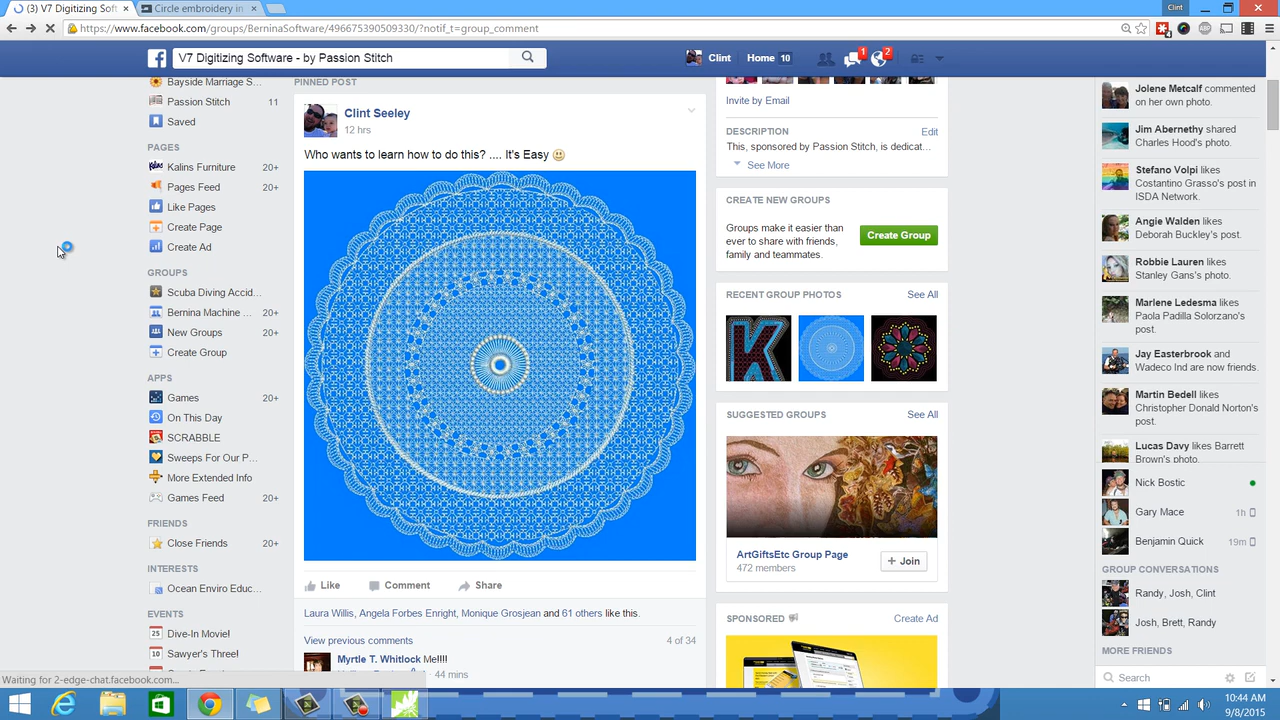 V7 Digitizing Software - b
Circle embroidery in
Clint
https://www.facebook.com/groups/BerninaSoftware/496675390509330/?notif_t=group_comment
V7 Digitizing Software - by Passion Stitch
Clint
Home 10
1
2
Bayside Marriage S...
Passion Stitch 11
Saved
PAGES
Kalins Furniture 20+
Pages Feed 20+
Like Pages
Create Page
Create Ad
GROUPS
Scuba Diving Accid...
Bernina Machine ... 20+
New Groups 20+
Create Group
APPS
Games 20+
On This Day
SCRABBLE
Sweeps For Our P...
More Extended Info
Games Feed 20+
FRIENDS
Close Friends 20+
INTERESTS
Ocean Enviro Educ...
EVENTS
Dive-In Movie!
Sawyer's Three!
PINNED POST
Clint Seeley
12 hrs
Who wants to learn how to do this? .... It's Easy
Like Comment Share
Laura Willis, Angela Forbes Enright, Monique Grosjean and 61 others like this.
View previous comments 4 of 34
Myrtle T. Whitlock Me!!!!
44 mins
Invite by Email
DESCRIPTION Edit
This, sponsored by Passion Stitch, is dedicat...
See More
CREATE NEW GROUPS
Groups make it easier than
ever to share with friends,
family and teammates.
Create Group
RECENT GROUP PHOTOS See All
SUGGESTED GROUPS See All
ArtGiftsEtc Group Page
472 members
+ Join
SPONSORED Create Ad
Jolene Metcalf commented
on her own photo.
Jim Abernethy shared
Charles Hood's photo.
Stefano Volpi likes
Costantino Grasso's post in
ISDA Network.
Angie Walden likes
Deborah Buckley's post.
Robbie Lauren likes
Stanley Gans's photo.
Marlene Ledesma likes
Paola Padilla Solorzano's
post.
Jay Easterbrook and
Wadeco Ind are now friends.
Martin Bedell likes
Christopher Donald Norton's
post.
Lucas Davy likes Barrett
Brown's photo.
Nick Bostic
Gary Mace 1h
Benjamin Quick 19m
GROUP CONVERSATIONS
Randy, Josh, Clint
Josh, Brett, Randy
MORE FRIENDS
Search
10:44 AM
9/8/2015